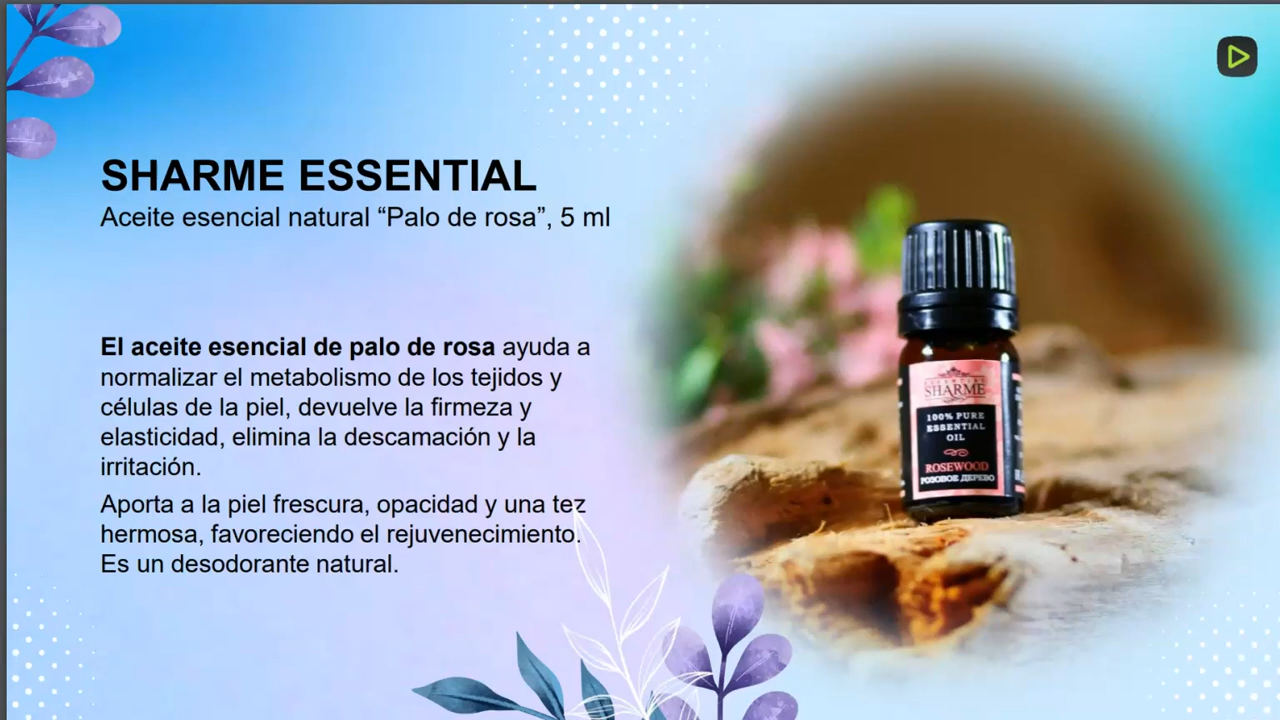 SHARME ESSENTIAL
Aceite esencial natural “Palo de rosa”, 5 ml
El aceite esencial de palo de rosa ayuda a
normalizar el metabolismo de los tejidos y
células de la piel, devuelve la firmeza y
elasticidad, elimina la descamación y la
irritación.
Aporta a la piel frescura, opacidad y una tez
hermosa, favoreciendo el rejuvenecimiento.
Es un desodorante natural.
SHARME
100% PURE
ESSENTIAL
OIL
ROSEWOOD
РОЗОВОЕ ДЕРЕВО